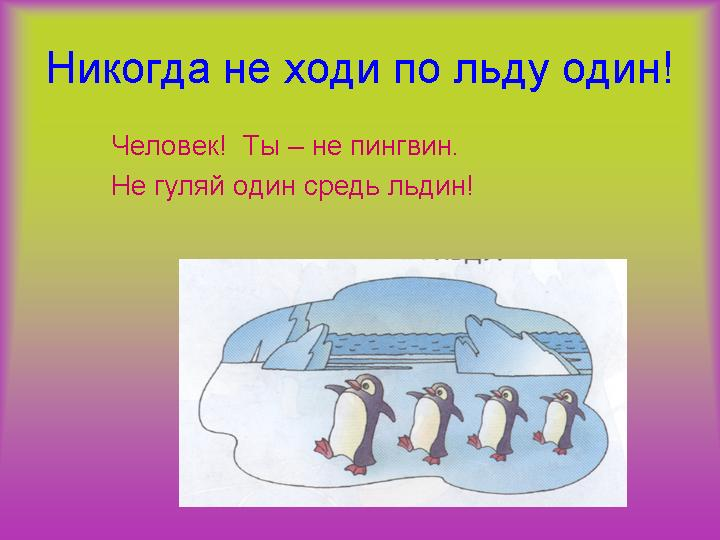 Никогда не ходи по льду один!
Человек!  Ты – не пингвин.
Не гуляй один средь льдин!